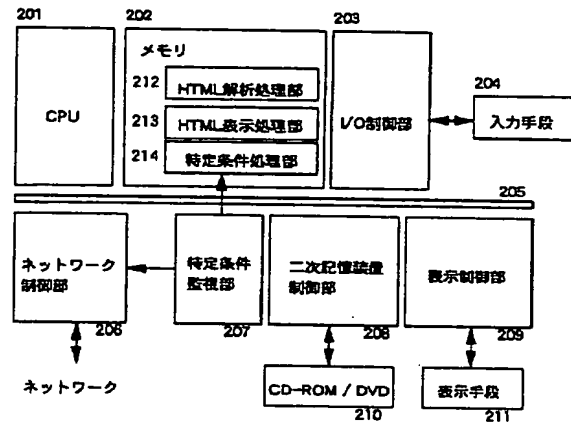 201
202
203
メモリ
CPU
212
HTML解析処理部
213
HTML表示処理部
214
特定条件処理部
I/O制御部
204
入力手段
205
ネットワーク
制御部
206
特定条件
監視部
207
二次記憶装置
制御部
208
表示制御部
209
ネットワーク
CD-ROM / DVD
210
表示手段
211